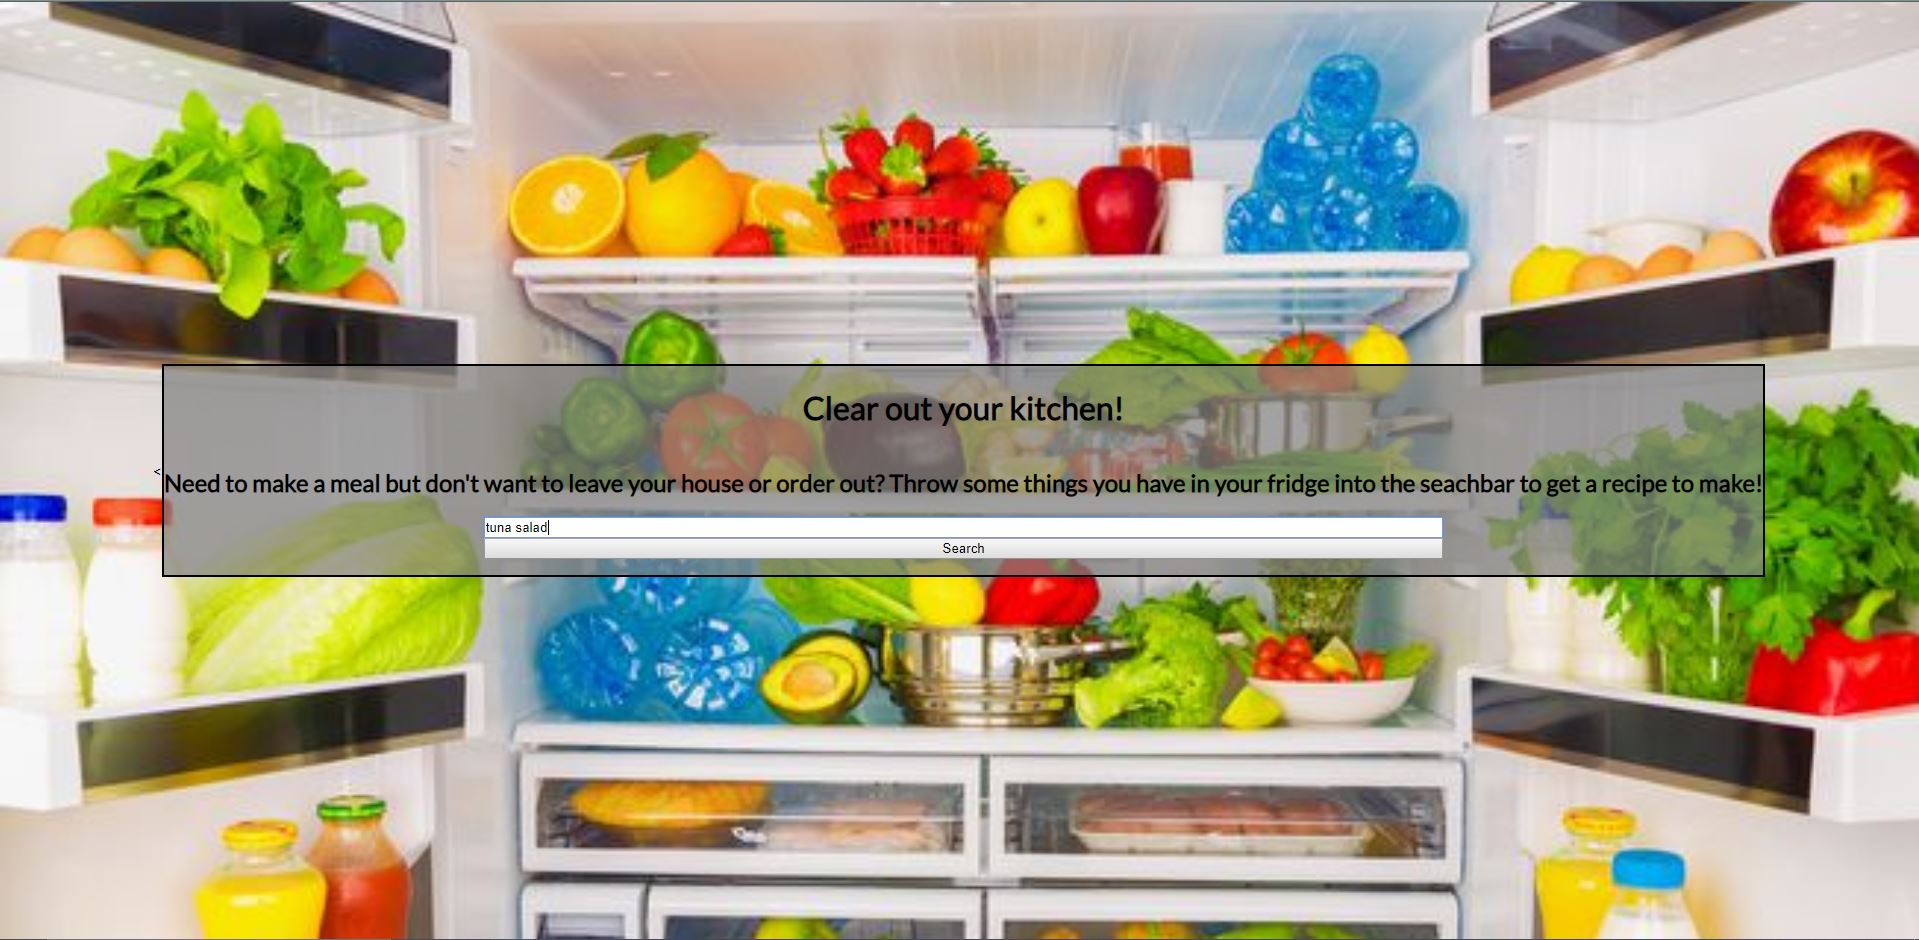 Clear out your kitchen!
<
Need to make a meal but don't want to leave your house or order out? Throw some things you have in your fridge into the seachbar to get a recipe to make!
tuna salad
Search